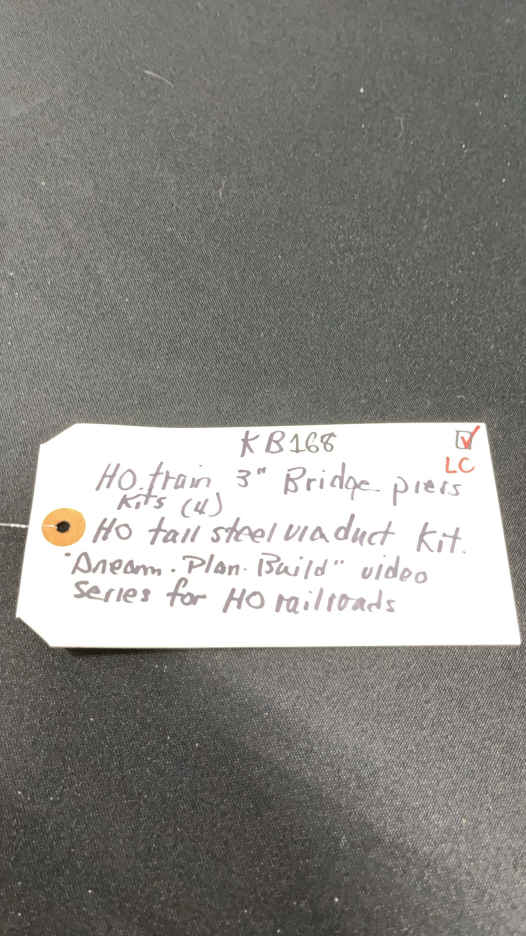 KB168
LC
HO train 3" Bridge piers
Kits (4)
HO tall steel viaduct kit.
"Dream. Plan. Build" video
series for HO railroads